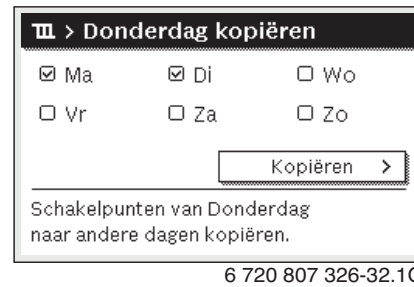 > Donderdag kopiëren
☑ Ma ☑ Di ☐ Wo
☐ Vr ☐ Za ☐ Zo
Kopiëren >
Schakelpunten van Donderdag
naar andere dagen kopiëren.
6 720 807 326-32.1O